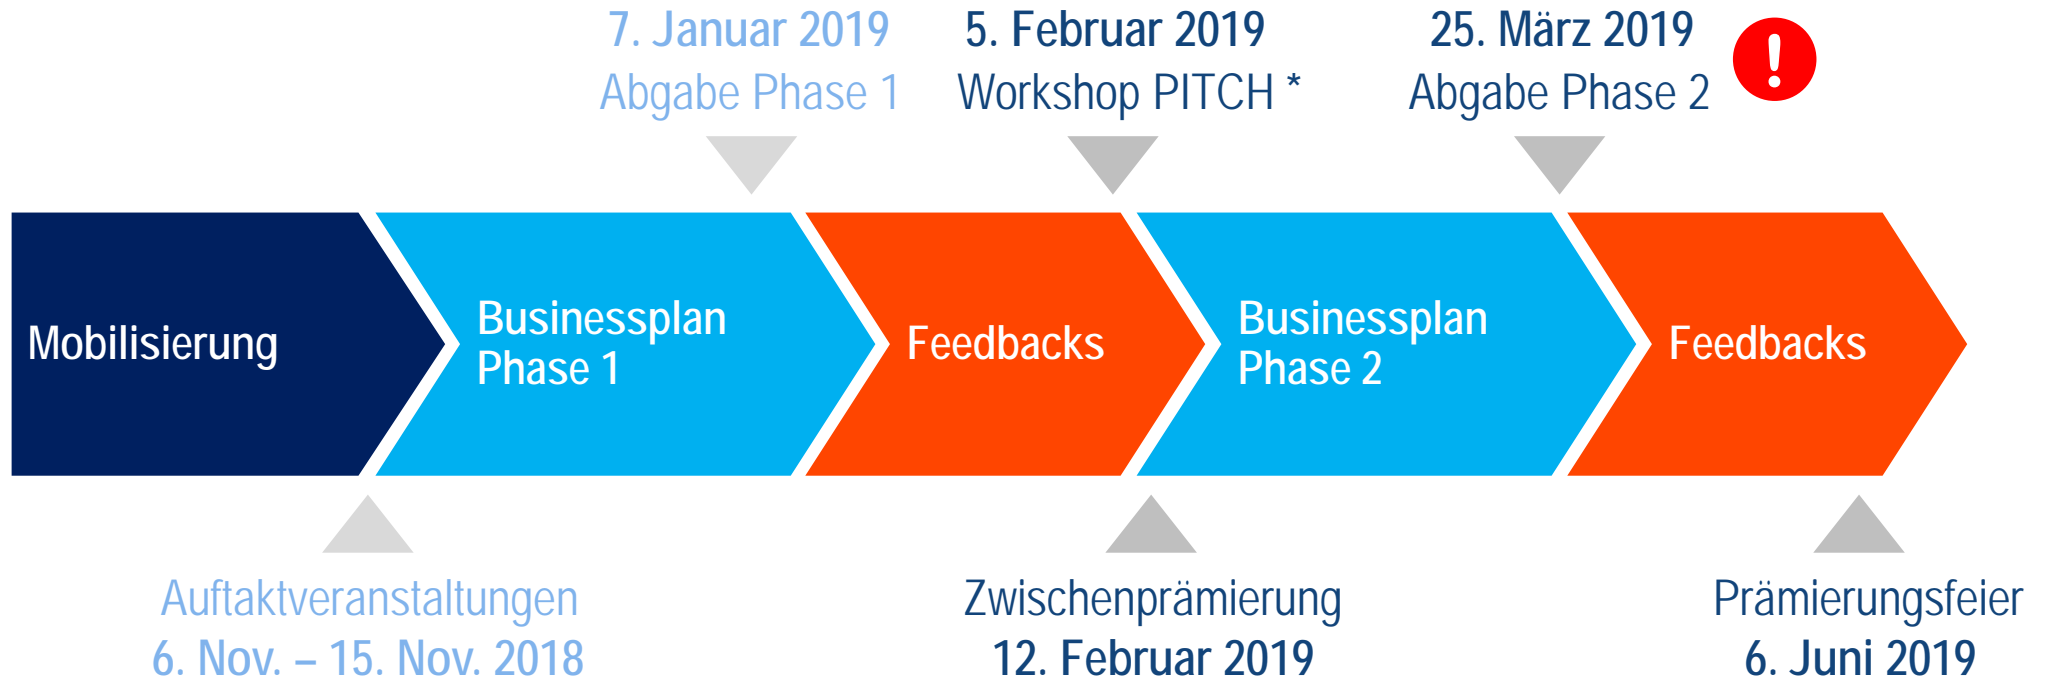 7. Januar 2019
Abgabe Phase 1
5. Februar 2019
Workshop PITCH *
25. März 2019
Abgabe Phase 2
!
Mobilisierung
Businessplan
Phase 1
Feedbacks
Businessplan
Phase 2
Feedbacks
Auftaktveranstaltungen
6. Nov. – 15. Nov. 2018
Zwischenprämierung
12. Februar 2019
Prämierungsfeier
6. Juni 2019